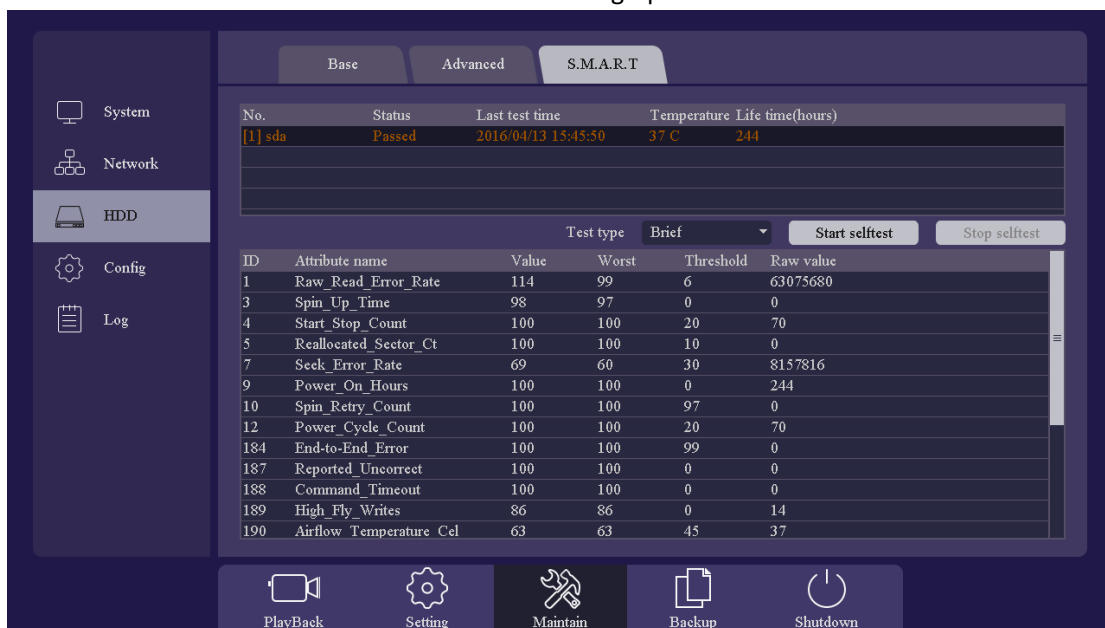 Base Advanced S.M.A.R.T
System
Network
HDD
Config
Log
No. Status Last test time Temperature Life time(hours)
[1] sda Passed 2016/04/13 15:45:50 37 C 244
Test type Brief Start selftest Stop selftest
ID Attribute name Value Worst Threshold Raw value
1 Raw_Read_Error_Rate 114 99 6 63075680
3 Spin_Up_Time 98 97 0 0
4 Start_Stop_Count 100 100 20 70
5 Reallocated_Sector_Ct 100 100 10 0
7 Seek_Error_Rate 69 60 30 8157816
9 Power_On_Hours 100 100 0 244
10 Spin_Retry_Count 100 100 97 0
12 Power_Cycle_Count 100 100 20 70
184 End-to-End_Error 100 100 99 0
187 Reported_Uncorrect 100 100 0 0
188 Command_Timeout 100 100 0 0
189 High_Fly_Writes 86 86 0 14
190 Airflow_Temperature_Cel 63 63 45 37
PlayBack Setting Maintain Backup Shutdown